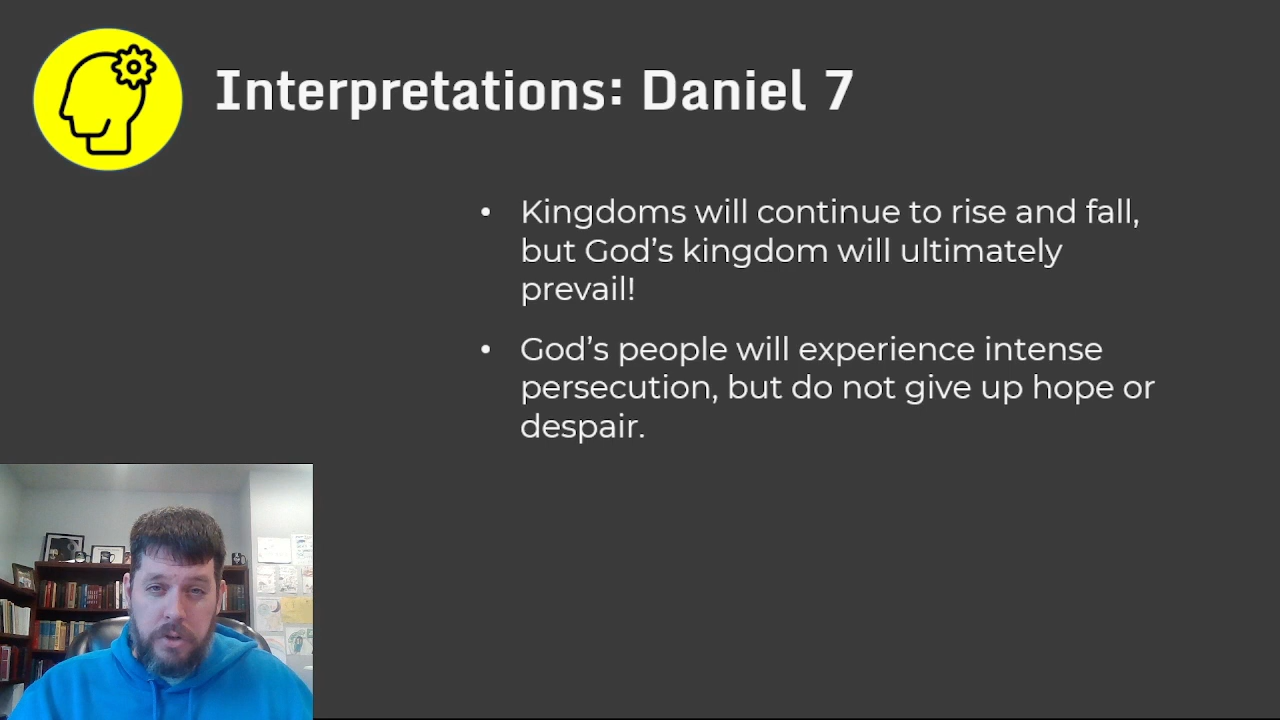 Interpretations: Daniel 7
• Kingdoms will continue to rise and fall,
but God’s kingdom will ultimately
prevail!
• God’s people will experience intense
persecution, but do not give up hope or
despair.